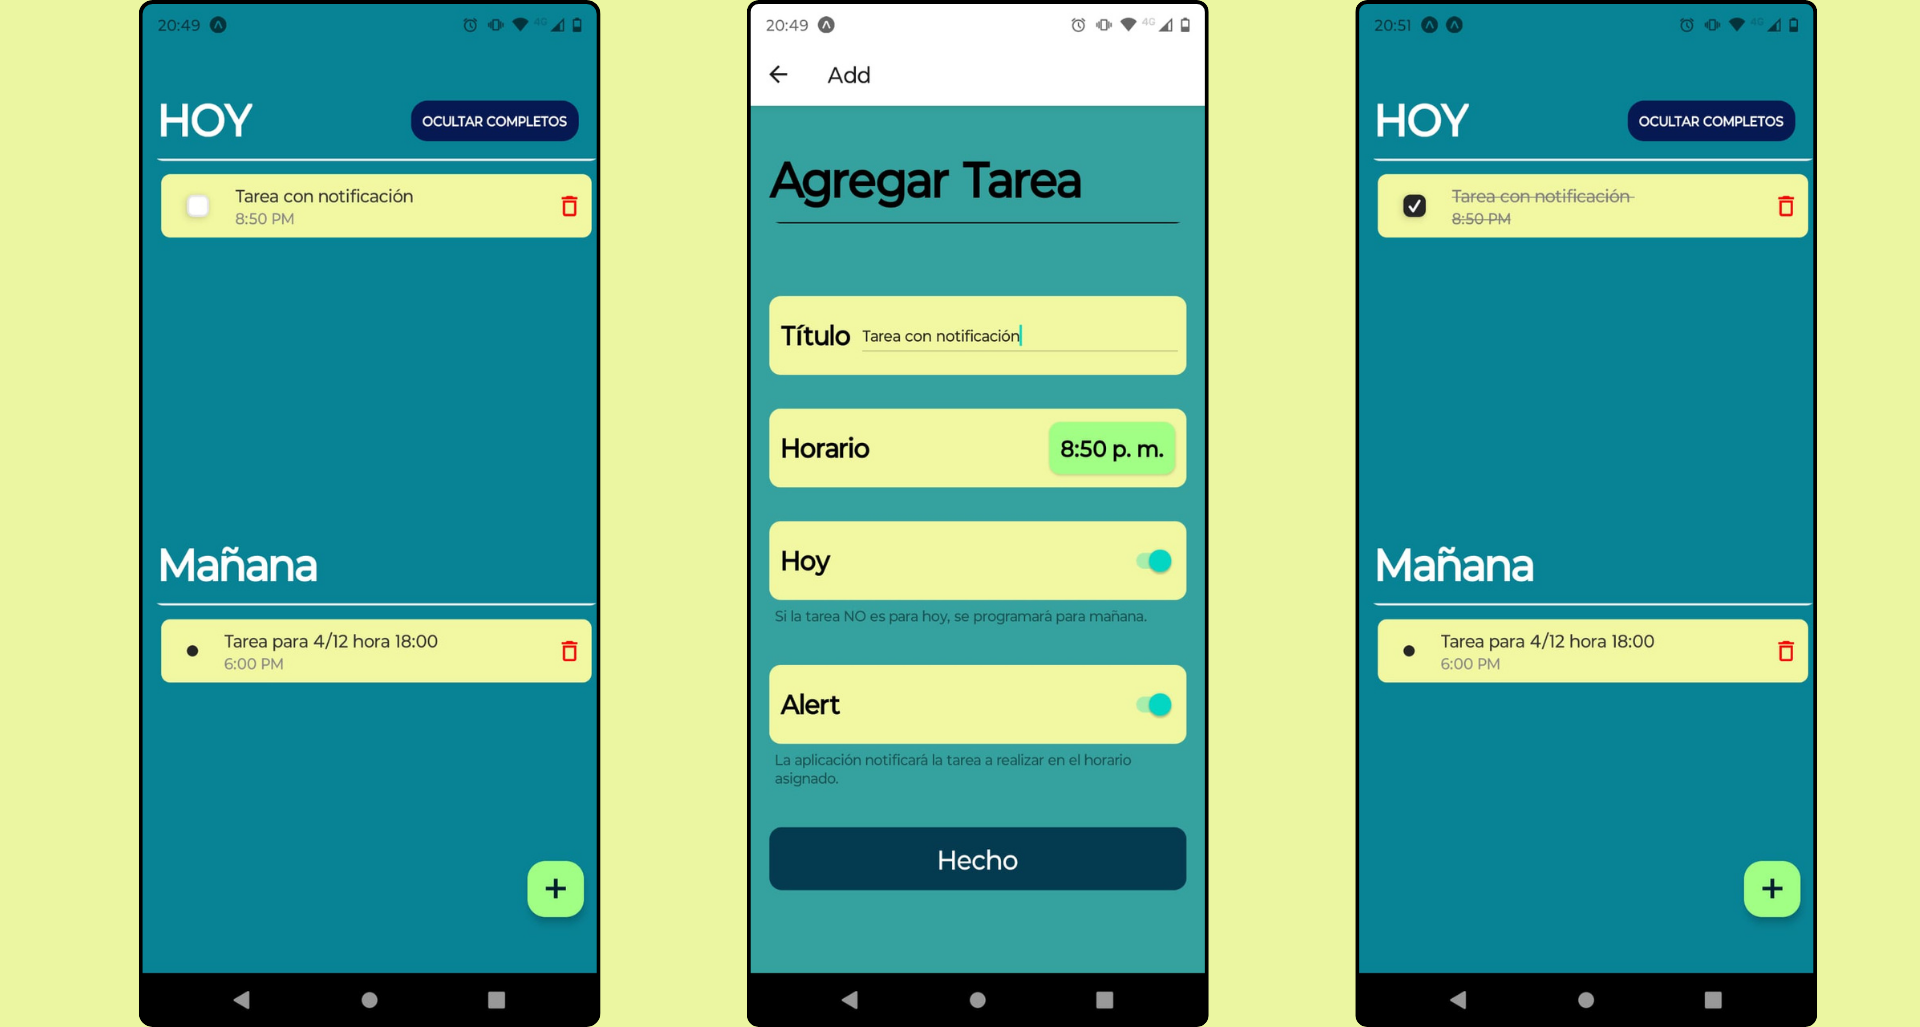 20:49
4G
HOY
OCULTAR COMPLETOS
Tarea con notificación
8:50 PM
Mañana
Tarea para 4/12 hora 18:00
6:00 PM
+
20:49
4G
Add
Agregar Tarea
Título Tarea con notificación
Horario 8:50 p. m.
Hoy
Si la tarea NO es para hoy, se programará para mañana.
Alert
La aplicación notificará la tarea a realizar en el horario
asignado.
Hecho
20:51
4G
HOY
OCULTAR COMPLETOS
Tarea con notificación
8:50 PM
Mañana
Tarea para 4/12 hora 18:00
6:00 PM
+